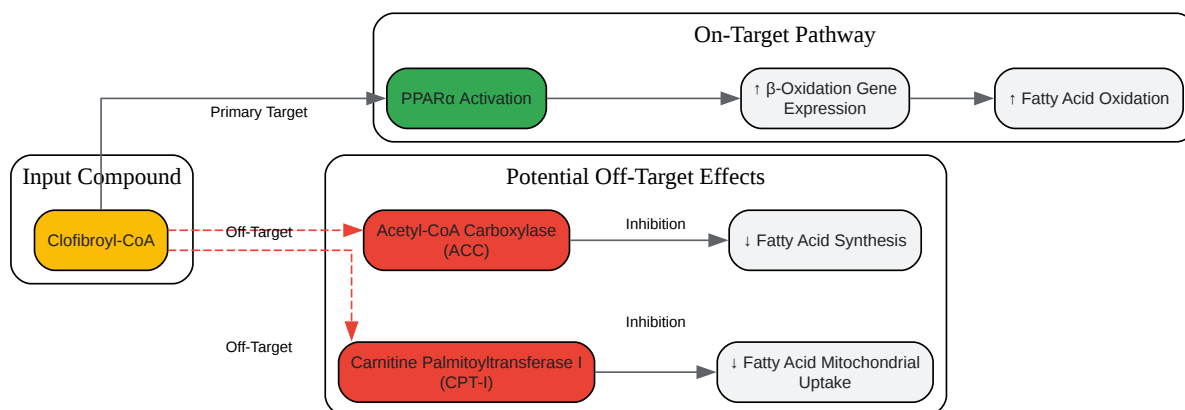 On-Target Pathway
PPARα Activation
↑ β-Oxidation Gene
Expression
↑ Fatty Acid Oxidation
Primary Target
Input Compound
Clofibroyl-CoA
Potential Off-Target Effects
Off-Target
Acetyl-CoA Carboxylase
(ACC)
Inhibition
↓ Fatty Acid Synthesis
Off-Target
Carnitine Palmitoyltransferase I
(CPT-I)
Inhibition
↓ Fatty Acid Mitochondrial
Uptake